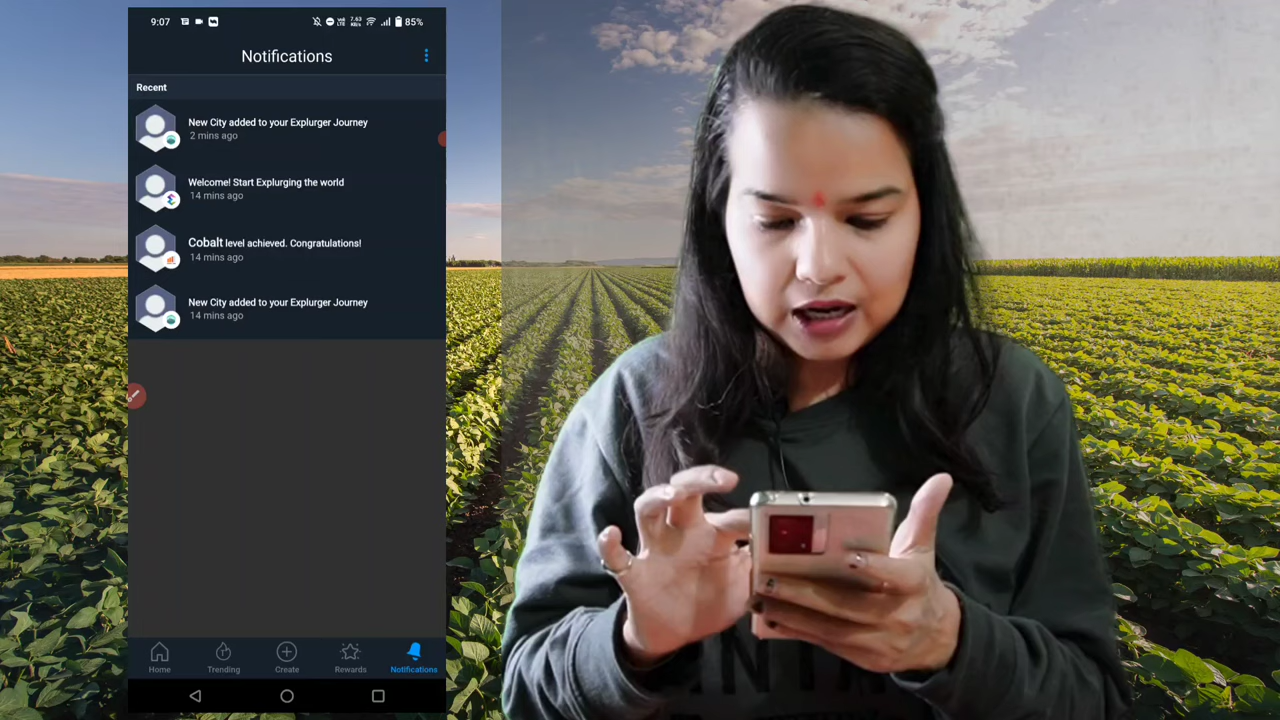 9:07
85%
Notifications
Recent
New City added to your Explurger Journey
2 mins ago
Welcome! Start Explurging the world
14 mins ago
Cobalt level achieved. Congratulations!
14 mins ago
New City added to your Explurger Journey
14 mins ago
Home Trending Create Rewards Notifications